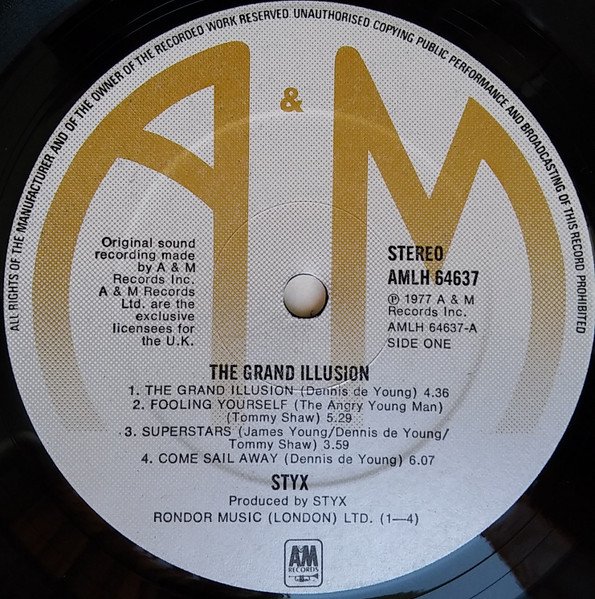 ALL RIGHTS OF THE MANUFACTURER AND OF THE OWNER OF THE RECORDED WORK RESERVED. UNAUTHORISED COPYING PUBLIC PERFORMANCE AND BROADCASTING OF THIS RECORD PROHIBITED
A & M
Original sound
recording made
by A & M
Records Inc.
A & M Records
Ltd. are the
exclusive
licensees for
the U.K.
STEREO
AMLH 64637
Ⓟ 1977 A & M
Records Inc.
AMLH 64637-A
SIDE ONE
THE GRAND ILLUSION
1. THE GRAND ILLUSION (Dennis de Young) 4.36
2. FOOLING YOURSELF (The Angry Young Man)
(Tommy Shaw) 5.29
3. SUPERSTARS (James Young/Dennis de Young/
Tommy Shaw) 3.59
4. COME SAIL AWAY (Dennis de Young) 6.07
STYX
Produced by STYX
RONDOR MUSIC (LONDON) LTD. (1—4)
AM
RECORDS